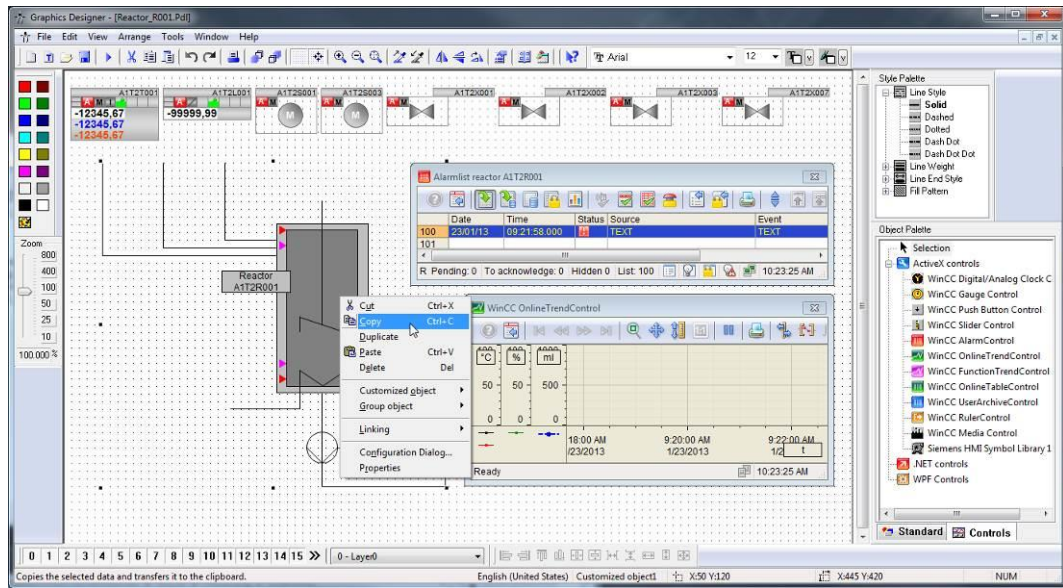 Graphics Designer - [Reactor_R001.Pdl]
File Edit View Arrange Tools Window Help
Arial 12
A1T2T001 A1T2L001 A1T2S001 A1T2S003 A1T2X001 A1T2X002 A1T2X003 A1T2X007
-12345,67
-12345,67
-12345,67
-99999,99
M M
Zoom
800
400
100
50
25
10
100.000 %
Reactor
A1T2R001
Alarmlist reactor A1T2R001
Date Time Status Source Event
100 23/01/13 09:21:58.000 TEXT TEXT
101
R Pending: 0 To acknowledge: 0 Hidden 0 List: 100 10:23:25 AM
Cut Ctrl+X
Copy Ctrl+C
Duplicate
Paste Ctrl+V
Delete Del
Customized object
Group object
Linking
Configuration Dialog...
Properties
WinCC OnlineTrendControl
°C % ml
50 50 500
0 0 0
18:00 AM 9:20:00 AM 9:22:00 AM
/23/2013 1/23/2013 1/2 t
Ready 10:23:25 AM
Style Palette
Line Style
Solid
Dashed
Dotted
Dash Dot
Dash Dot Dot
Line Weight
Line End Style
Fill Pattern
Object Palette
Selection
ActiveX controls
WinCC Digital/Analog Clock C
WinCC Gauge Control
WinCC Push Button Control
WinCC Slider Control
WinCC AlarmControl
WinCC OnlineTrendControl
WinCC FunctionTrendControl
WinCC OnlineTableControl
WinCC UserArchiveControl
WinCC RulerControl
WinCC Media Control
Siemens HMI Symbol Library 1
.NET controls
WPF Controls
Standard Controls
0 1 2 3 4 5 6 7 8 9 10 11 12 13 14 15 0 - Layer0
Copies the selected data and transfers it to the clipboard. English (United States) Customized object1 X:50 Y:120 X:445 Y:420 NUM